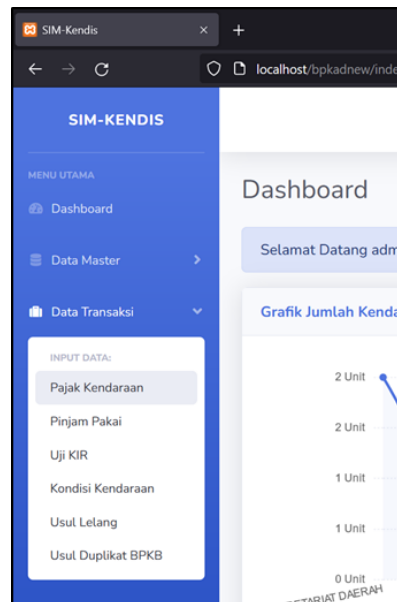 SIM-Kendis
localhost/bpkadnew/inde
SIM-KENDIS
MENU UTAMA
Dashboard
Data Master
Data Transaksi
INPUT DATA:
Pajak Kendaraan
Pinjam Pakai
Uji KIR
Kondisi Kendaraan
Usul Lelang
Usul Duplikat BPKB
Dashboard
Selamat Datang adm
Grafik Jumlah Kenda
2 Unit
2 Unit
1 Unit
1 Unit
0 Unit
ETARIAT DAERAH